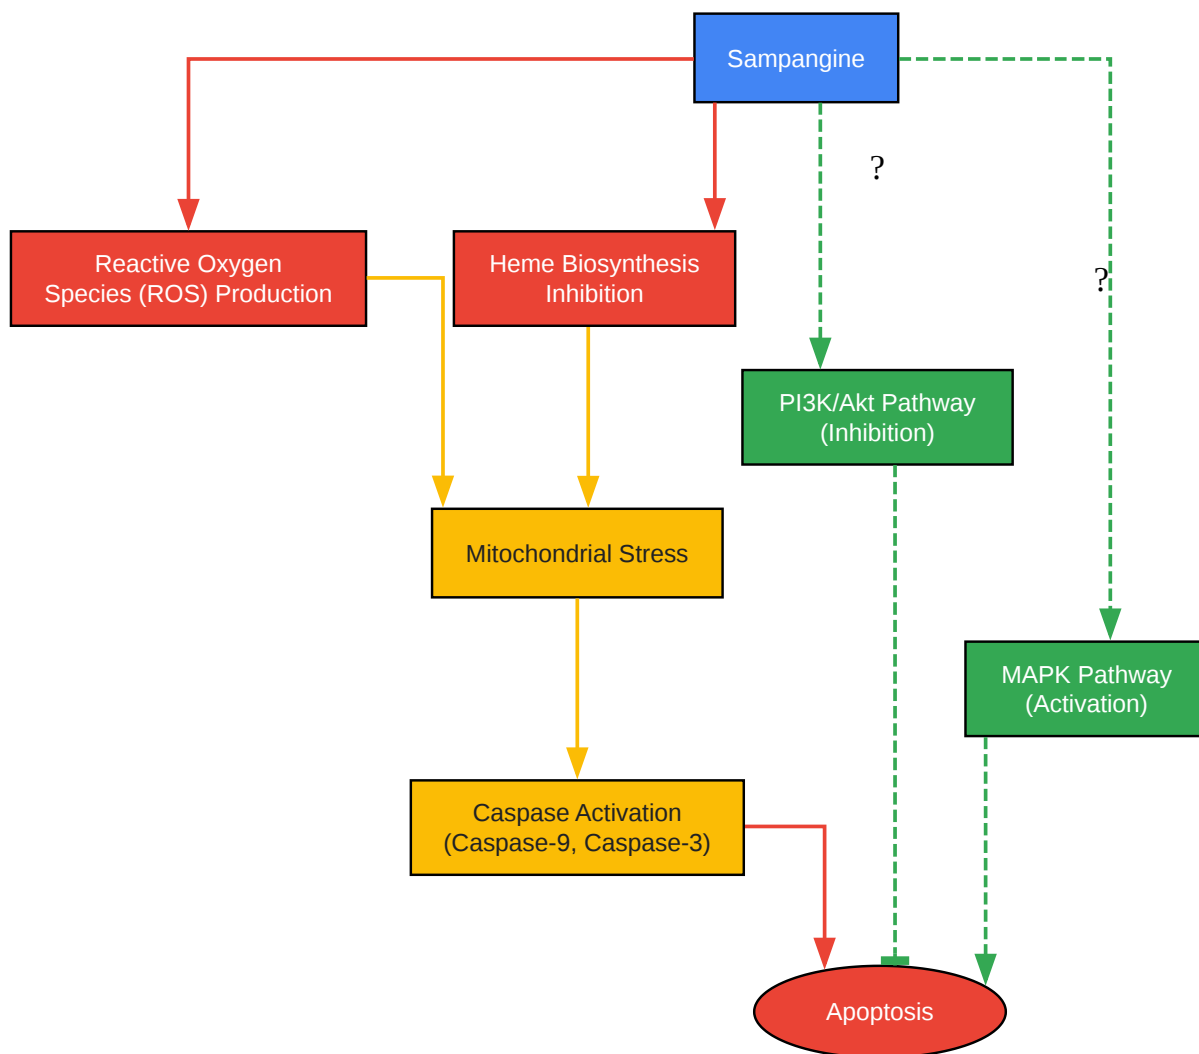 Sampangine
?
Reactive Oxygen
Species (ROS) Production
Heme Biosynthesis
Inhibition
?
PI3K/Akt Pathway
(Inhibition)
Mitochondrial Stress
MAPK Pathway
(Activation)
Caspase Activation
(Caspase-9, Caspase-3)
Apoptosis